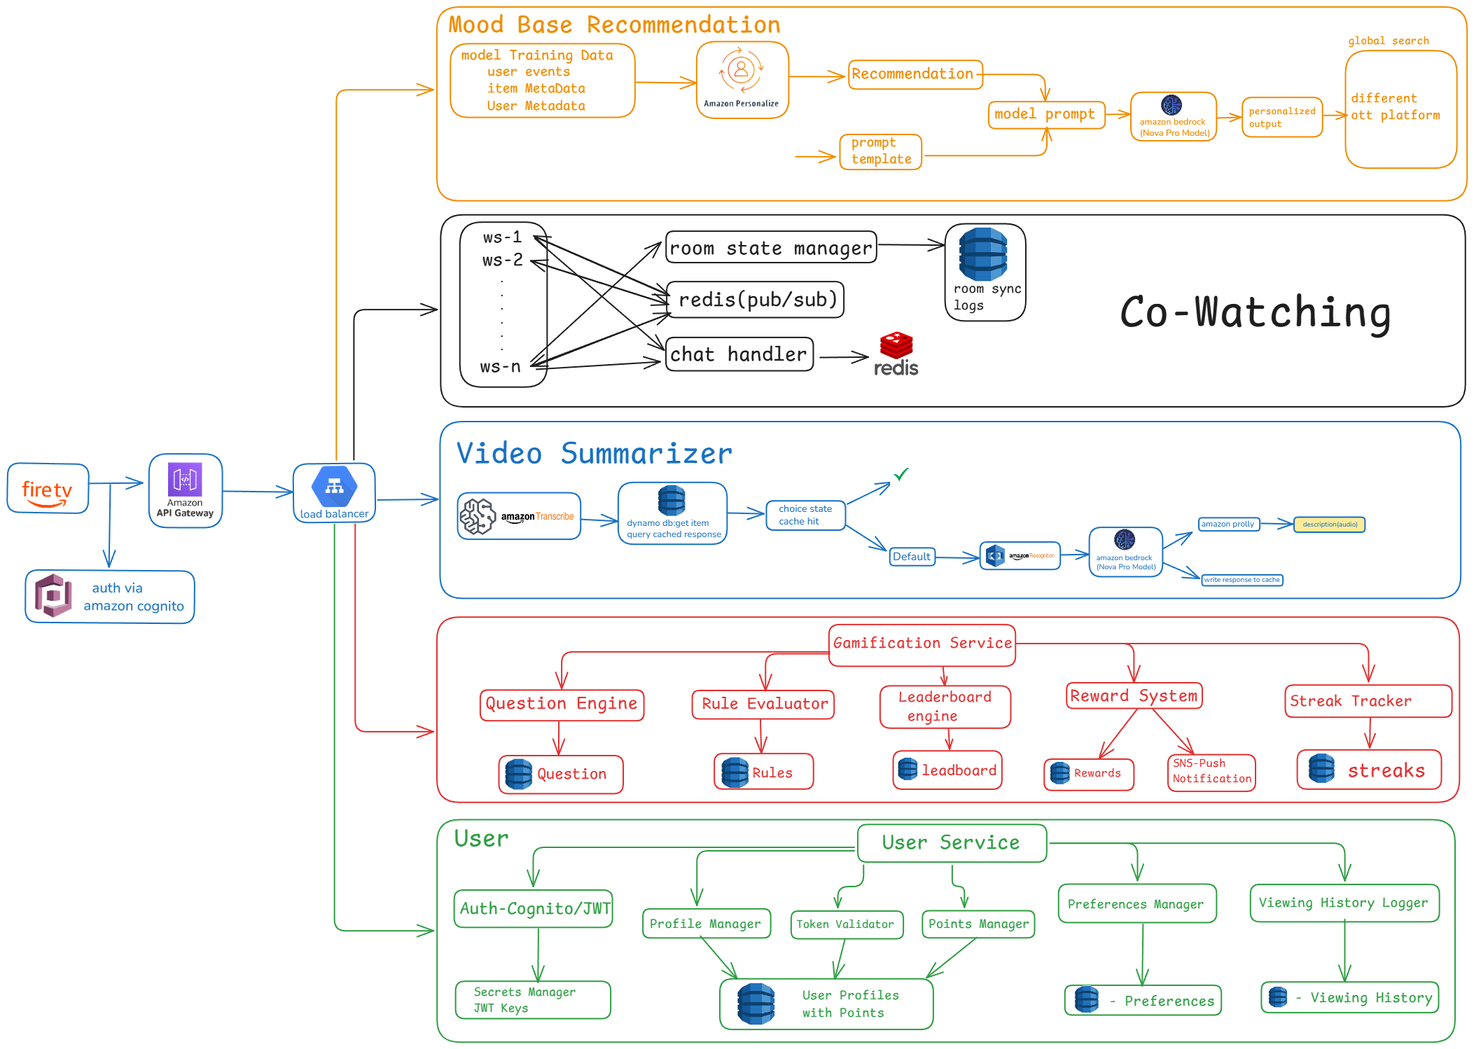 Mood Base Recommendation
model Training Data
user events
item MetaData
User Metadata
Amazon Personalize
Recommendation
prompt
template
model prompt
amazon bedrock
(Nova Pro Model)
personalized
output
global search
different
ott platform
ws-1
ws-2
ws-n
room state manager
redis(pub/sub)
chat handler
room sync
logs
redis
Co-Watching
firetv
Amazon
API Gateway
load balancer
auth via
amazon cognito
Video Summarizer
amazon Transcribe
dynamo db:get item
query cached response
choice state
cache hit
Default
amazon Rekognition
amazon bedrock
(Nova Pro Model)
amazon prolly
description(audio)
write response to cache
Gamification Service
Question Engine
Rule Evaluator
Leaderboard
engine
Reward System
Streak Tracker
Question
Rules
leadboard
Rewards
SNS-Push
Notification
streaks
User
User Service
Auth-Cognito/JWT
Profile Manager
Token Validator
Points Manager
Preferences Manager
Viewing History Logger
Secrets Manager
JWT Keys
User Profiles
with Points
- Preferences
- Viewing History